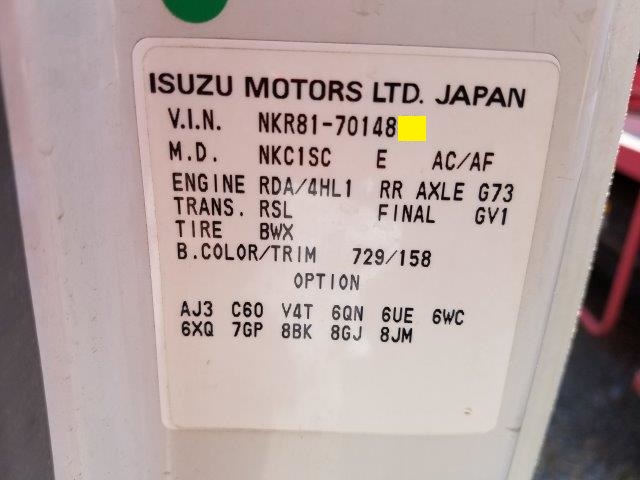 ISUZU MOTORS LTD. JAPAN
V.I.N. NKR81-70148
M.D. NKC1SC E AC/AF
ENGINE RDA/4HL1 RR AXLE G73
TRANS. RSL FINAL GV1
TIRE BWX
B.COLOR/TRIM 729/158
OPTION
AJ3 C60 V4T 6QN 6UE 6WC
6XQ 7GP 8BK 8GJ 8JM